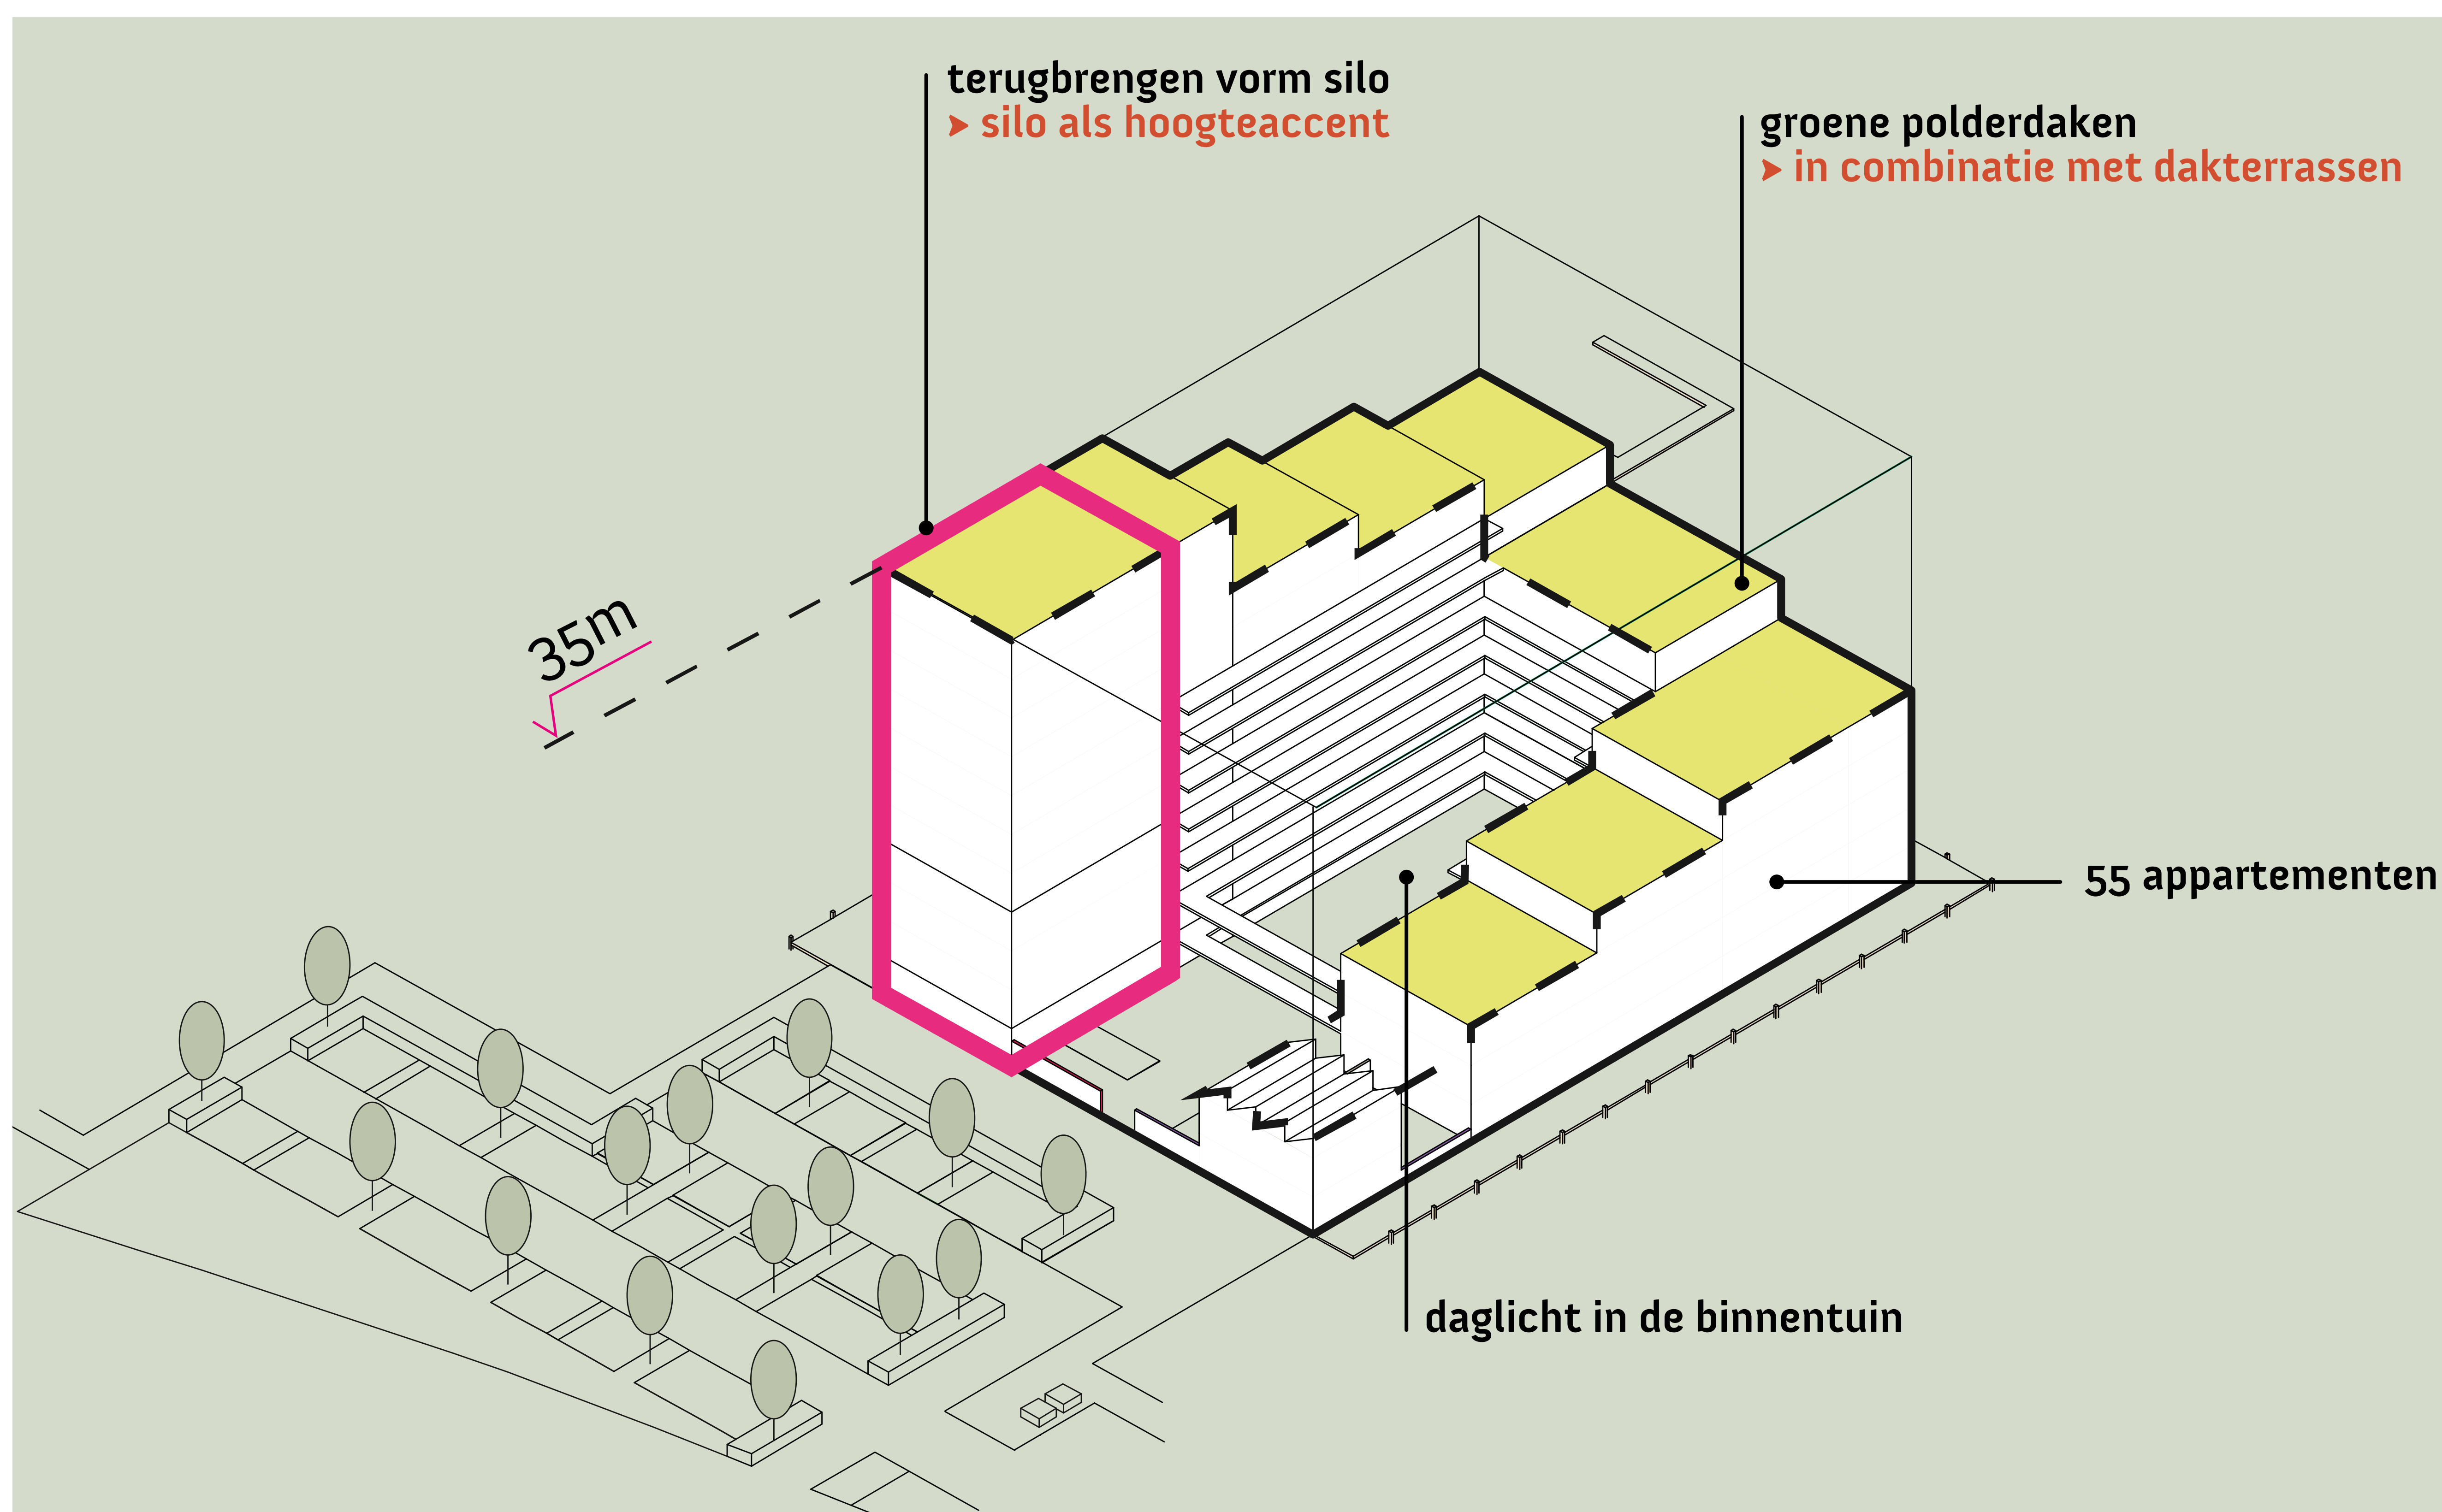 terugbrengen vorm silo
➤ silo als hoogteaccent
groene polderdaken
➤ in combinatie met dakterrassen
35m
55 appartementen
daglicht in de binnentuin